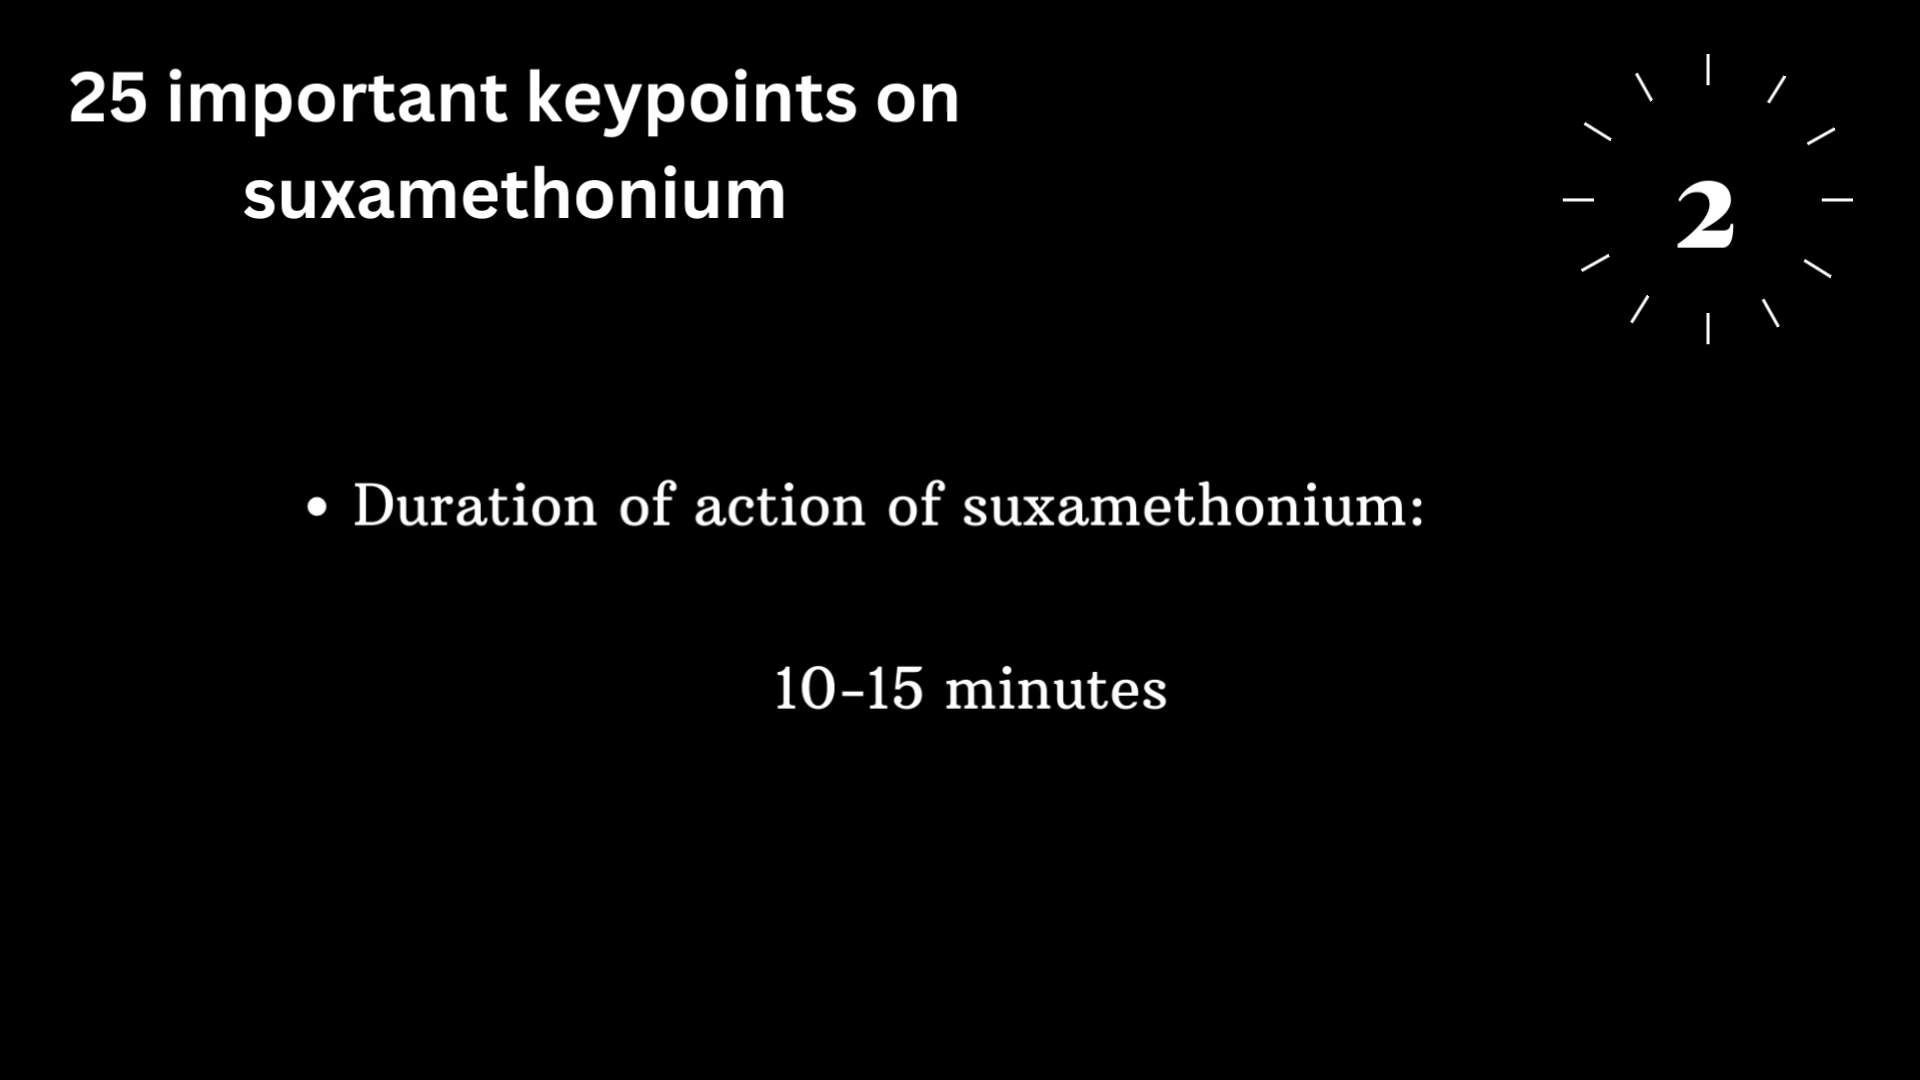 25 important keypoints on
suxamethonium
2
• Duration of action of suxamethonium:
10-15 minutes